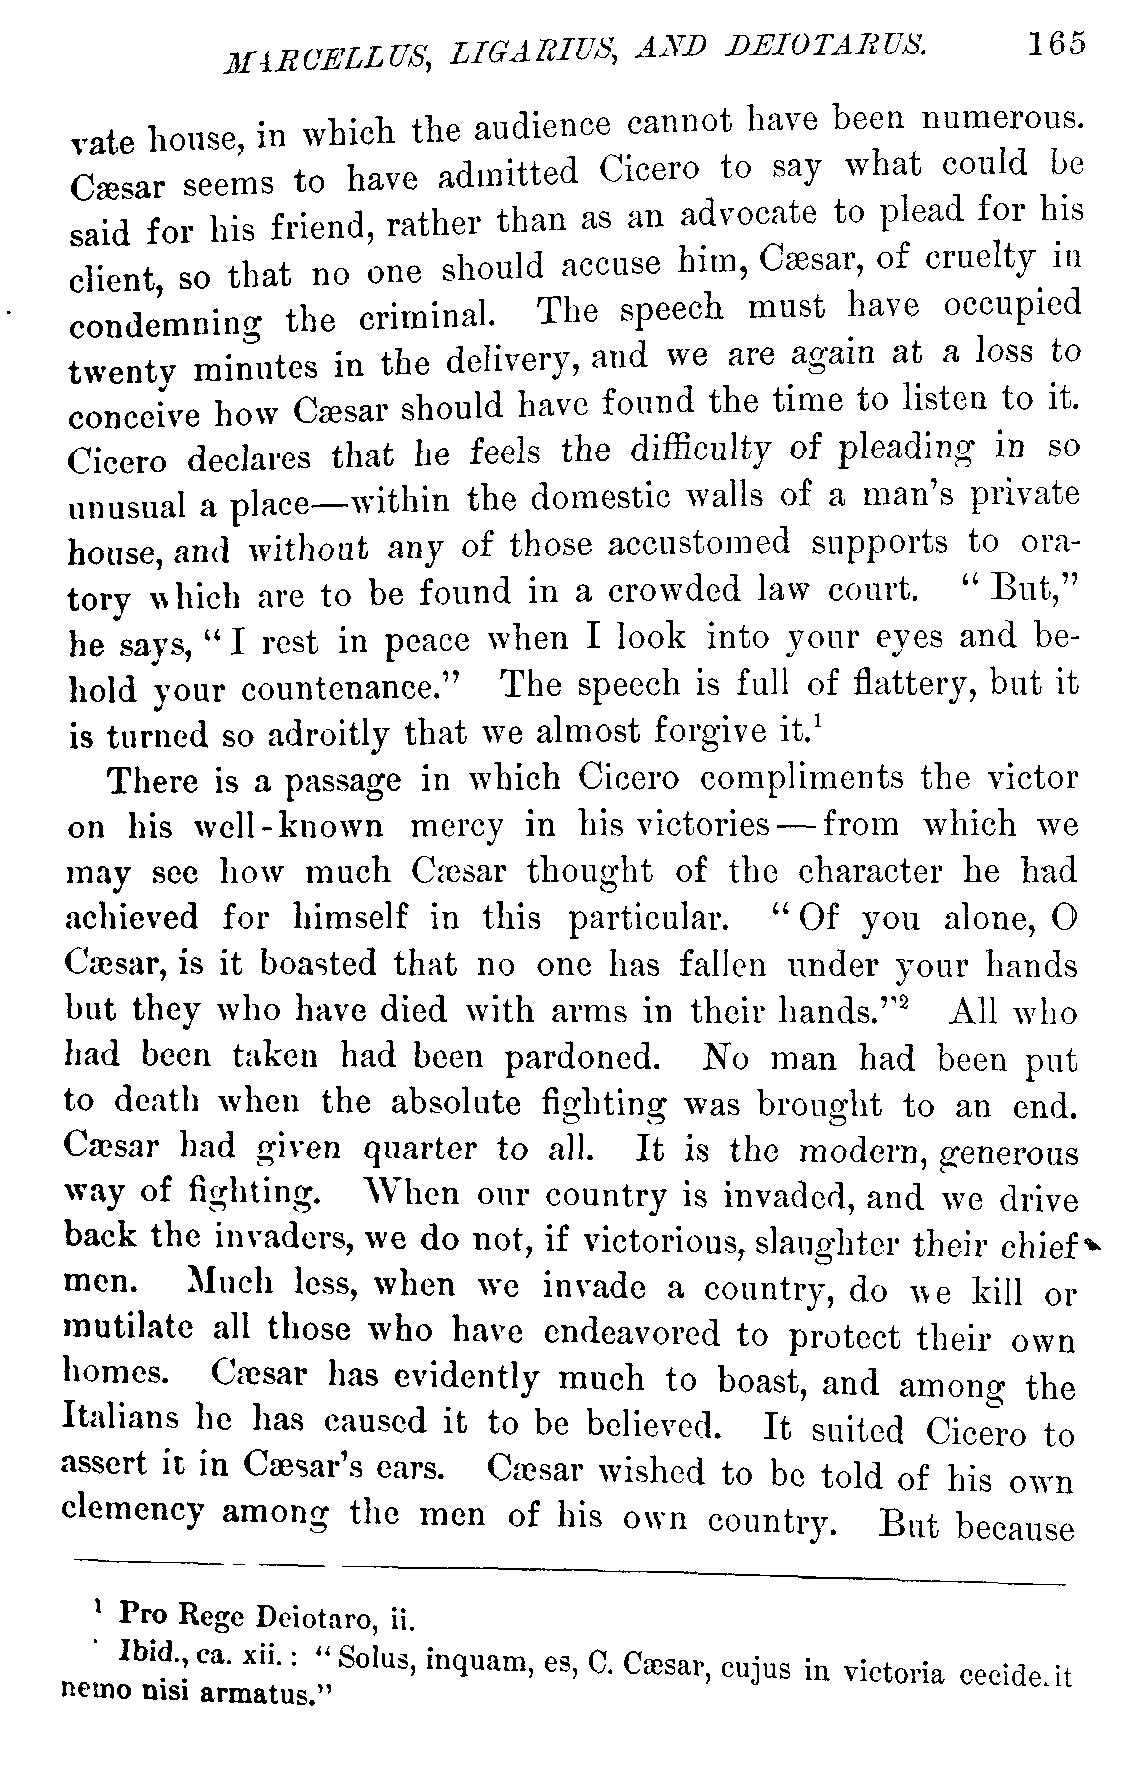 MARCELLUS, LIGARIUS, AND DEIOTARUS. 165
vate house, in which the audience cannot have been numerous.
Cæsar seems to have admitted Cicero to say what could be
said for his friend, rather than as an advocate to plead for his
client, so that no one should accuse him, Cæsar, of cruelty in
condemning the criminal. The speech must have occupied
twenty minutes in the delivery, and we are again at a loss to
conceive how Cæsar should have found the time to listen to it.
Cicero declares that he feels the difficulty of pleading in so
unusual a place—within the domestic walls of a man's private
house, and without any of those accustomed supports to ora-
tory which are to be found in a crowded law court. "But,"
he says, "I rest in peace when I look into your eyes and be-
hold your countenance." The speech is full of flattery, but it
is turned so adroitly that we almost forgive it.¹
There is a passage in which Cicero compliments the victor
on his well-known mercy in his victories—from which we
may see how much Cæsar thought of the character he had
achieved for himself in this particular. "Of you alone, O
Cæsar, is it boasted that no one has fallen under your hands
but they who have died with arms in their hands."² All who
had been taken had been pardoned. No man had been put
to death when the absolute fighting was brought to an end.
Cæsar had given quarter to all. It is the modern, generous
way of fighting. When our country is invaded, and we drive
back the invaders, we do not, if victorious, slaughter their chief
men. Much less, when we invade a country, do we kill or
mutilate all those who have endeavored to protect their own
homes. Cæsar has evidently much to boast, and among the
Italians he has caused it to be believed. It suited Cicero to
assert it in Cæsar's ears. Cæsar wished to be told of his own
clemency among the men of his own country. But because
¹ Pro Rege Deiotaro, ii.
Ibid., ca. xii.: "Solus, inquam, es, C. Cæsar, cujus in victoria ceciderit
nemo nisi armatus."